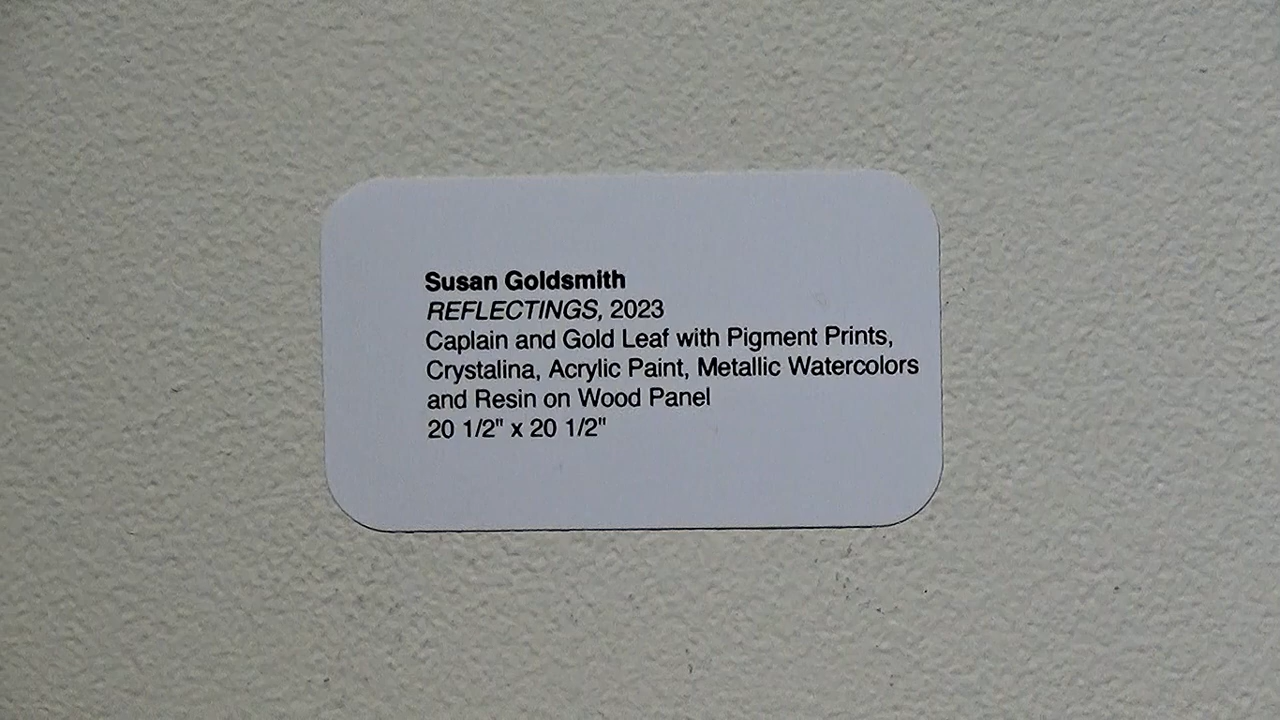 Susan Goldsmith
REFLECTINGS, 2023
Caplain and Gold Leaf with Pigment Prints,
Crystalina, Acrylic Paint, Metallic Watercolors
and Resin on Wood Panel
20 1/2" x 20 1/2"